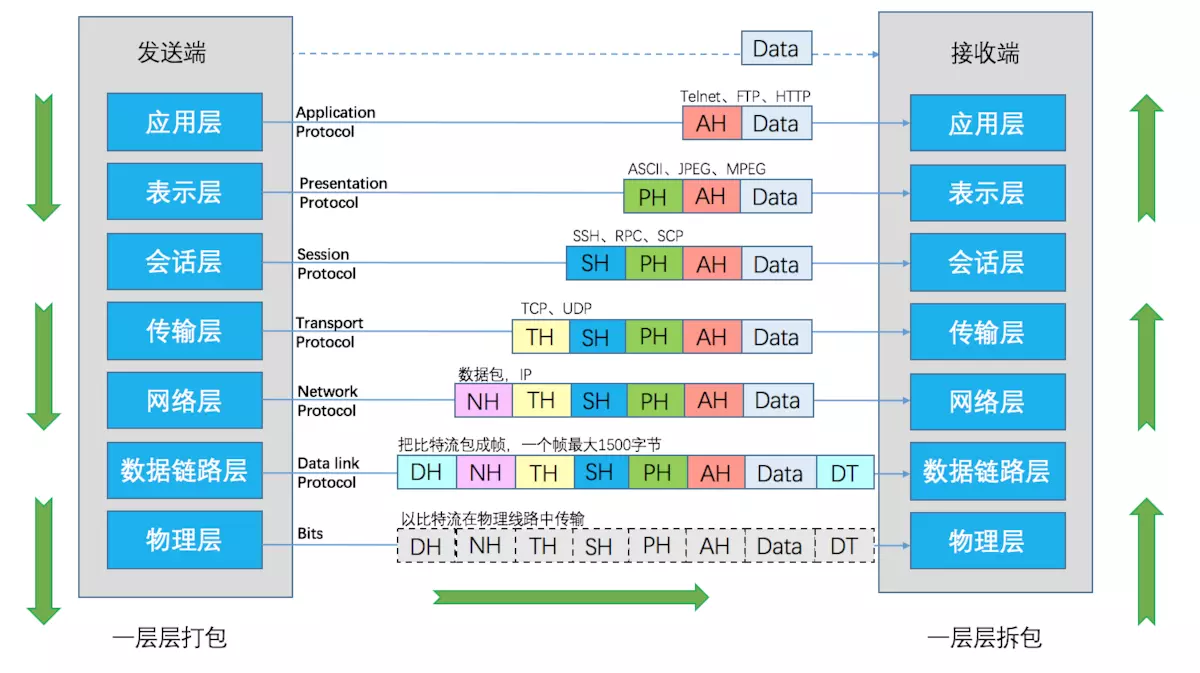 发送端
Data
接收端
应用层
Application
Protocol
Telnet、FTP、HTTP
AH Data
应用层
表示层
Presentation
Protocol
ASCII、JPEG、MPEG
PH AH Data
表示层
会话层
Session
Protocol
SSH、RPC、SCP
SH PH AH Data
会话层
传输层
Transport
Protocol
TCP、UDP
TH SH PH AH Data
传输层
网络层
Network
Protocol
数据包，IP
NH TH SH PH AH Data
网络层
数据链路层
Data link
Protocol
把比特流包成帧，一个帧最大1500字节
DH NH TH SH PH AH Data DT
数据链路层
物理层
Bits
以比特流在物理线路中传输
DH NH TH SH PH AH Data DT
物理层
一层层打包
一层层拆包